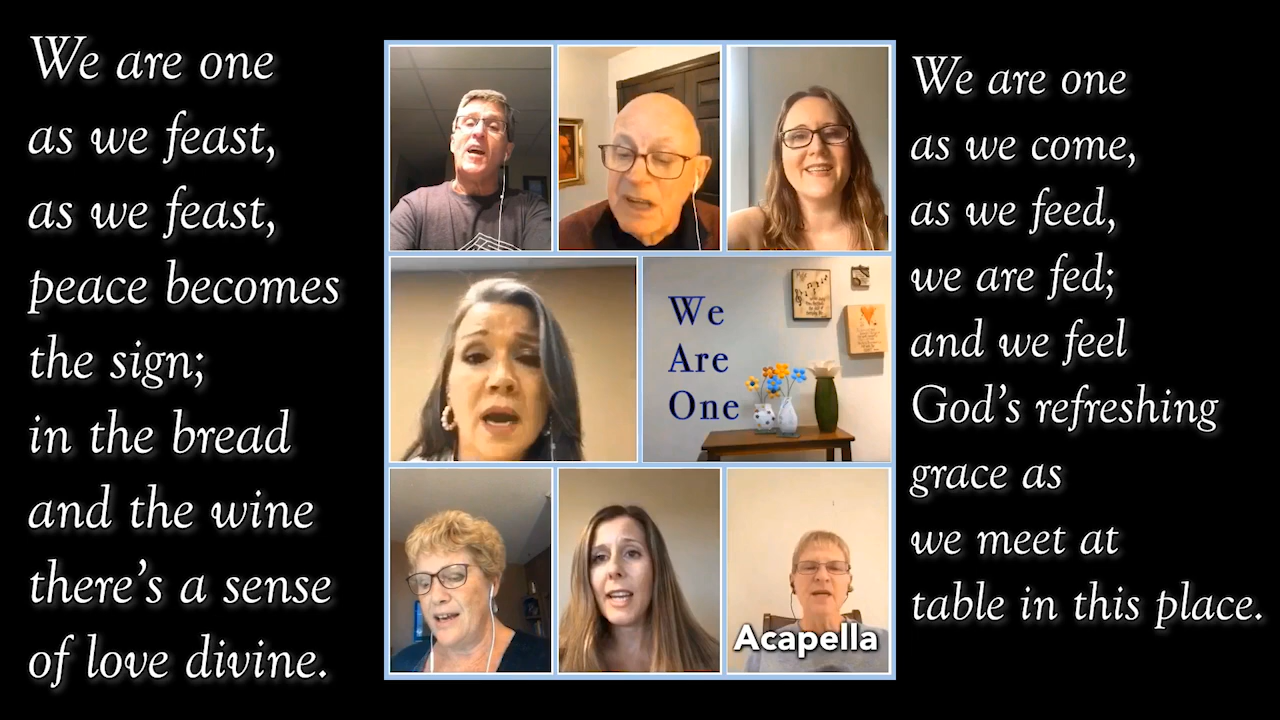 We are one
as we feast,
as we feast,
peace becomes
the sign;
in the bread
and the wine
there's a sense
of love divine.
We
Are
One
Acapella
We are one
as we come,
as we feed,
we are fed;
and we feel
God's refreshing
grace as
we meet at
table in this place.